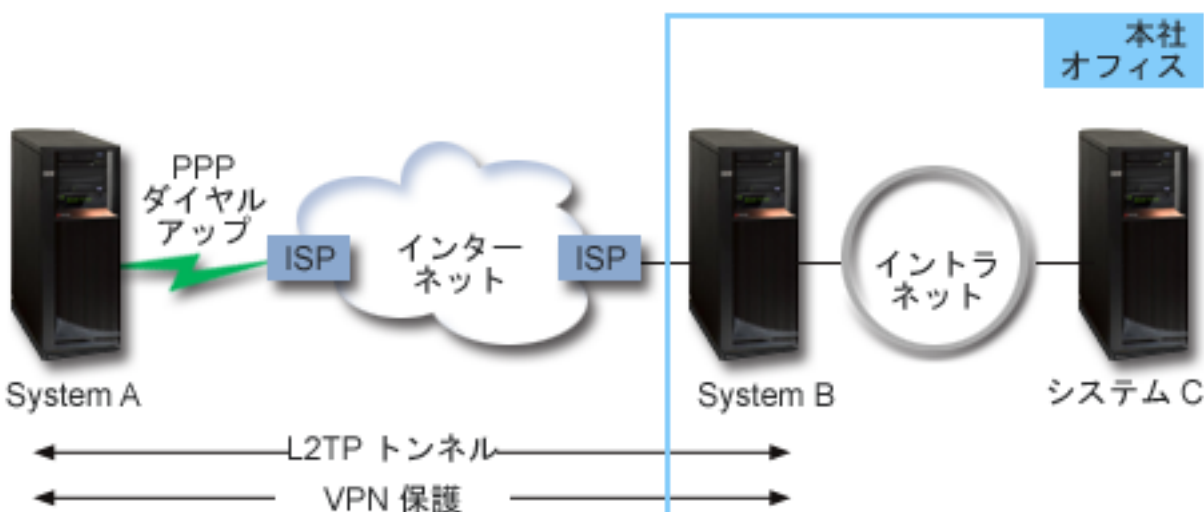 本社
オフィス
PPP
ダイヤル
アップ
ISP
インター
ネット
ISP
イントラ
ネット
System A
System B
システム C
L2TP トンネル
VPN 保護